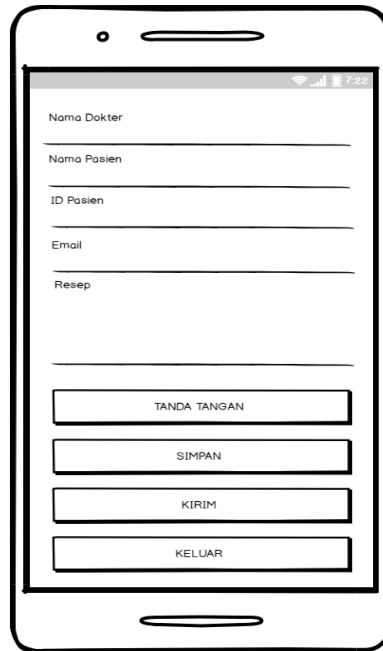 7:22
Nama Dokter
Nama Pasien
ID Pasien
Email
Resep
TANDA TANGAN
SIMPAN
KIRIM
KELUAR